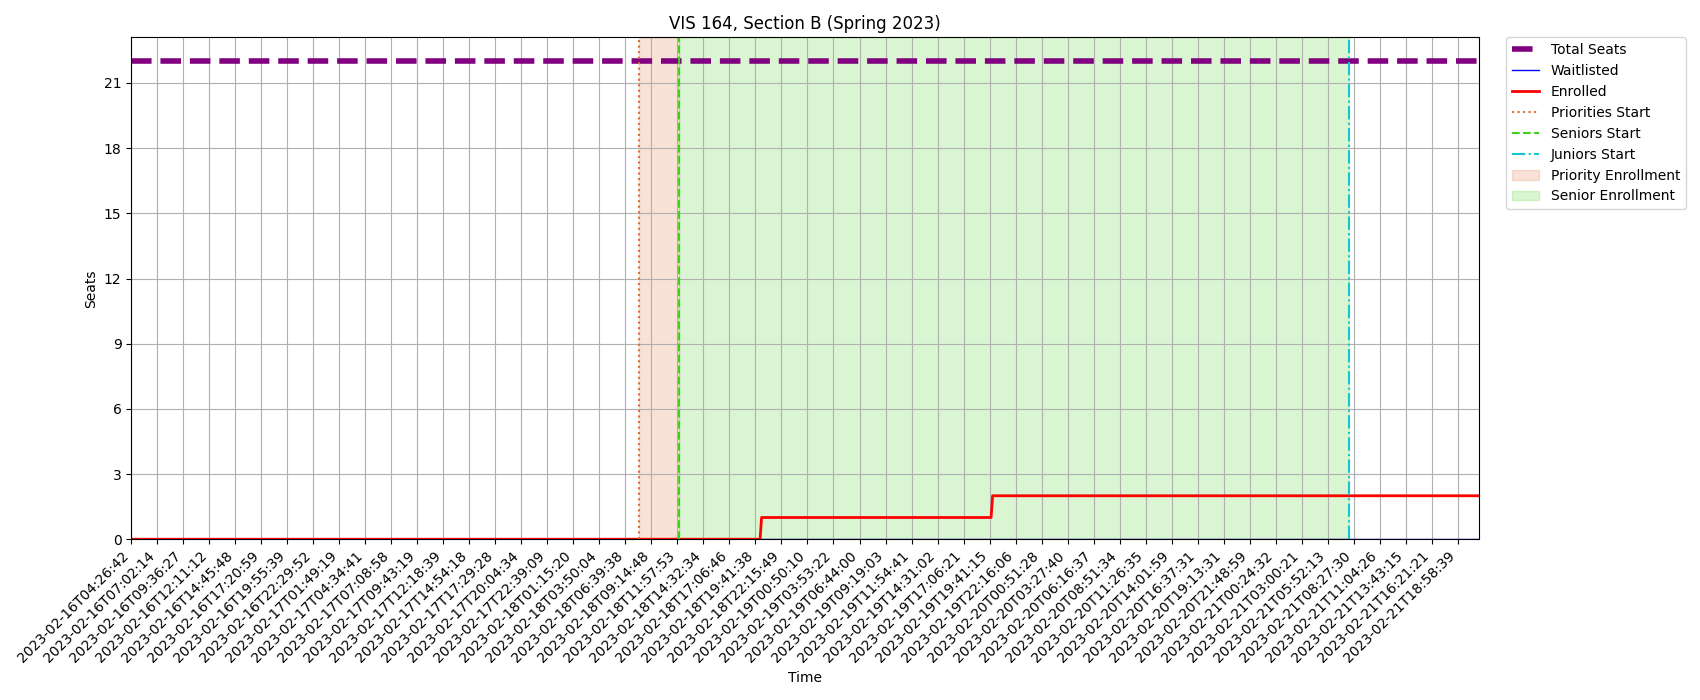 VIS 164, Section B (Spring 2023)
Total Seats
Waitlisted
Enrolled
Priorities Start
Seniors Start
Juniors Start
Priority Enrollment
Senior Enrollment
Seats
21
18
15
12
9
6
3
0
2023-02-16T04:26:42
2023-02-16T07:02:14
2023-02-16T09:36:27
2023-02-16T12:11:12
2023-02-16T14:45:48
2023-02-16T17:20:59
2023-02-16T19:55:39
2023-02-16T22:29:52
2023-02-17T01:49:19
2023-02-17T04:34:41
2023-02-17T07:08:58
2023-02-17T09:43:19
2023-02-17T12:18:39
2023-02-17T14:54:18
2023-02-17T17:29:28
2023-02-17T20:04:34
2023-02-17T22:39:09
2023-02-18T01:15:20
2023-02-18T03:50:04
2023-02-18T06:39:38
2023-02-18T09:14:48
2023-02-18T11:57:53
2023-02-18T14:32:34
2023-02-18T17:06:46
2023-02-18T19:41:38
2023-02-18T22:15:49
2023-02-19T00:50:10
2023-02-19T03:53:22
2023-02-19T06:44:00
2023-02-19T09:19:03
2023-02-19T11:54:41
2023-02-19T14:31:02
2023-02-19T17:06:21
2023-02-19T19:41:15
2023-02-19T22:16:06
2023-02-20T00:51:28
2023-02-20T03:27:40
2023-02-20T06:16:37
2023-02-20T08:51:34
2023-02-20T11:26:35
2023-02-20T14:01:59
2023-02-20T16:37:31
2023-02-20T19:13:31
2023-02-20T21:48:59
2023-02-21T00:24:32
2023-02-21T03:00:21
2023-02-21T05:52:13
2023-02-21T08:27:30
2023-02-21T11:04:26
2023-02-21T13:43:15
2023-02-21T16:21:21
2023-02-21T18:58:39
Time